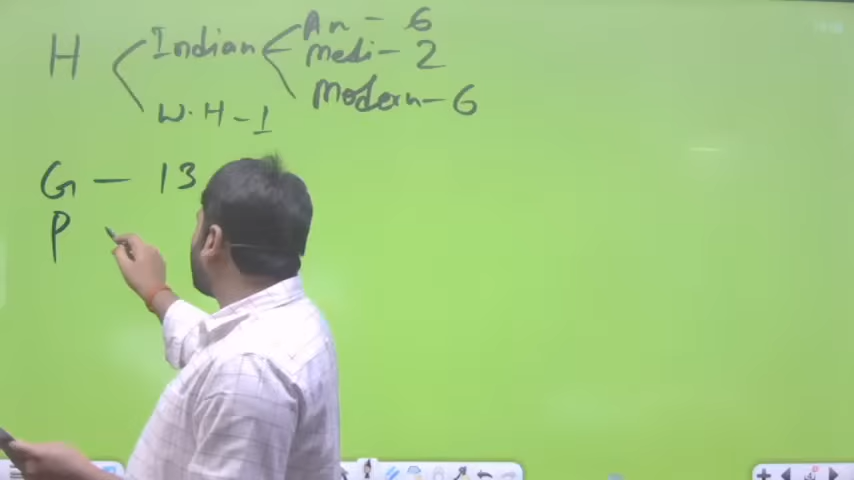 An - 6
H Indian Medi - 2
Modern - 6
W.H - 1
G - 13
P